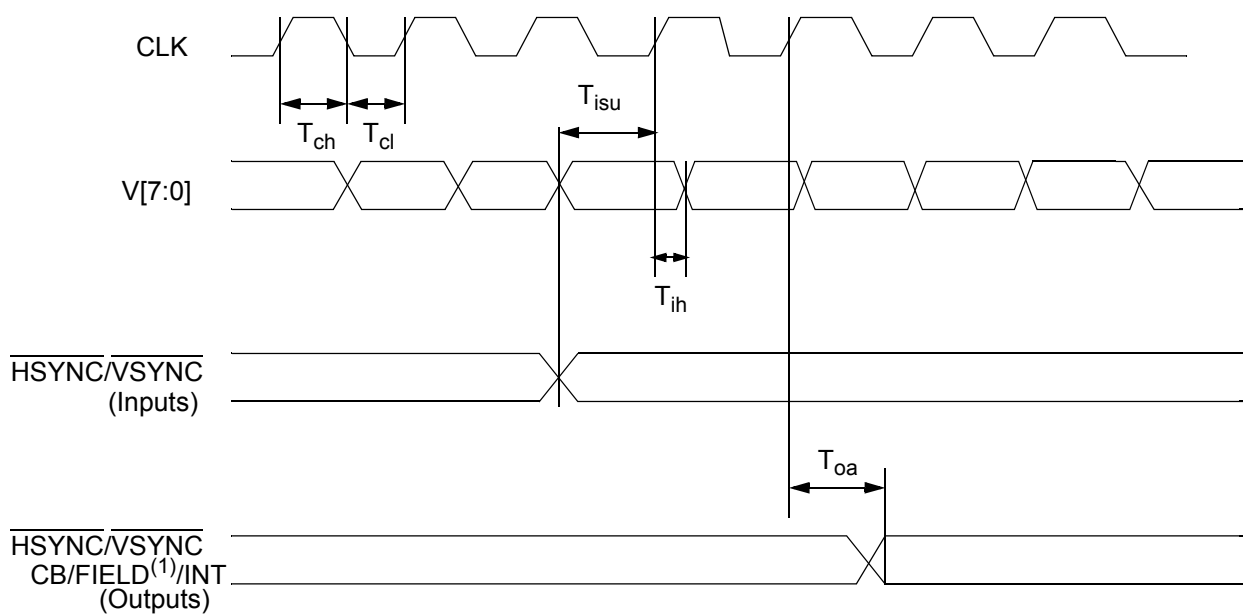 CLK
T_ch
T_cl
T_isu
V[7:0]
T_ih
HSYNC/VSYNC
(Inputs)
T_oa
HSYNC/VSYNC
CB/FIELD(1)/INT
(Outputs)